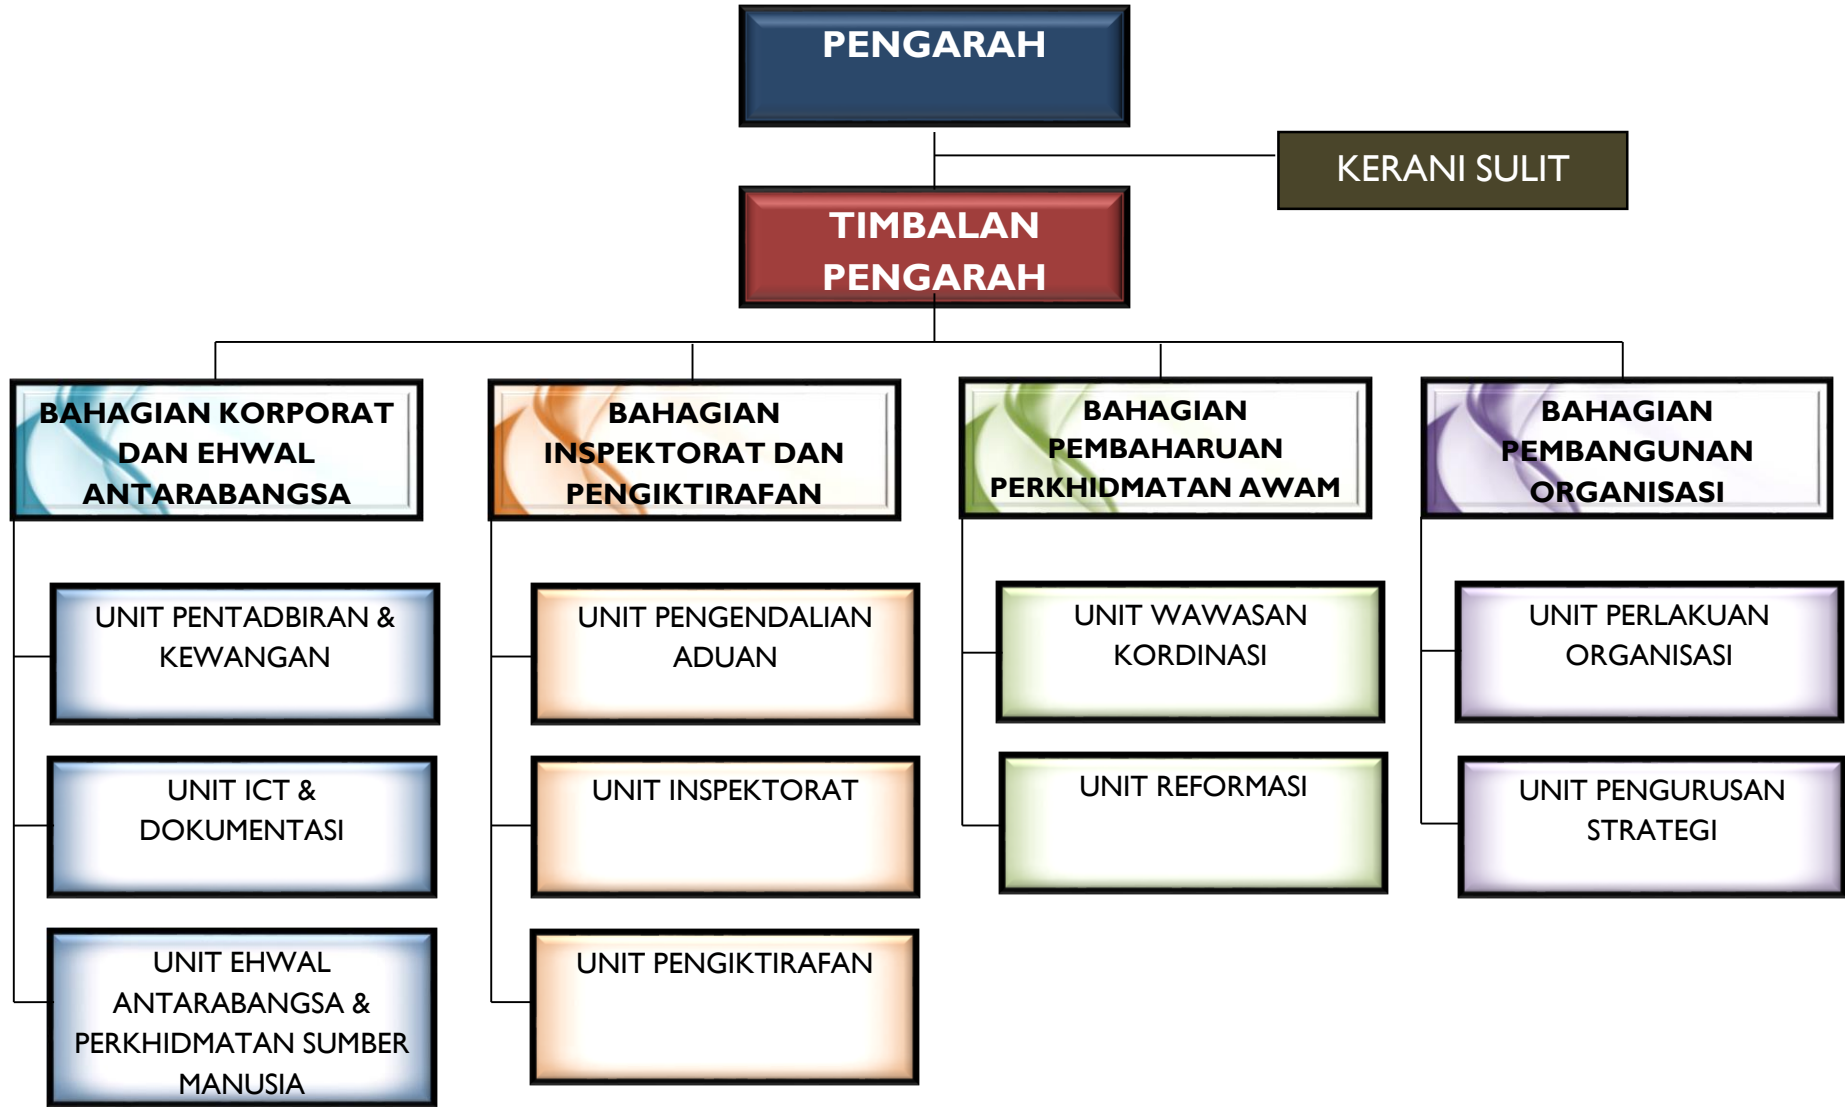 PENGARAH
KERANI SULIT
TIMBALAN
PENGARAH
BAHAGIAN KORPORAT
DAN EHWAL
ANTARABANGSA
BAHAGIAN
INSPEKTORAT DAN
PENGIKTIRAFAN
BAHAGIAN
PEMBAHARUAN
PERKHIDMATAN AWAM
BAHAGIAN
PEMBANGUNAN
ORGANISASI
UNIT PENTADBIRAN &
KEWANGAN
UNIT PENGENDALIAN
ADUAN
UNIT WAWASAN
KORDINASI
UNIT PERLAKUAN
ORGANISASI
UNIT ICT &
DOKUMENTASI
UNIT INSPEKTORAT
UNIT REFORMASI
UNIT PENGURUSAN
STRATEGI
UNIT EHWAL
ANTARABANGSA &
PERKHIDMATAN SUMBER
MANUSIA
UNIT PENGIKTIRAFAN